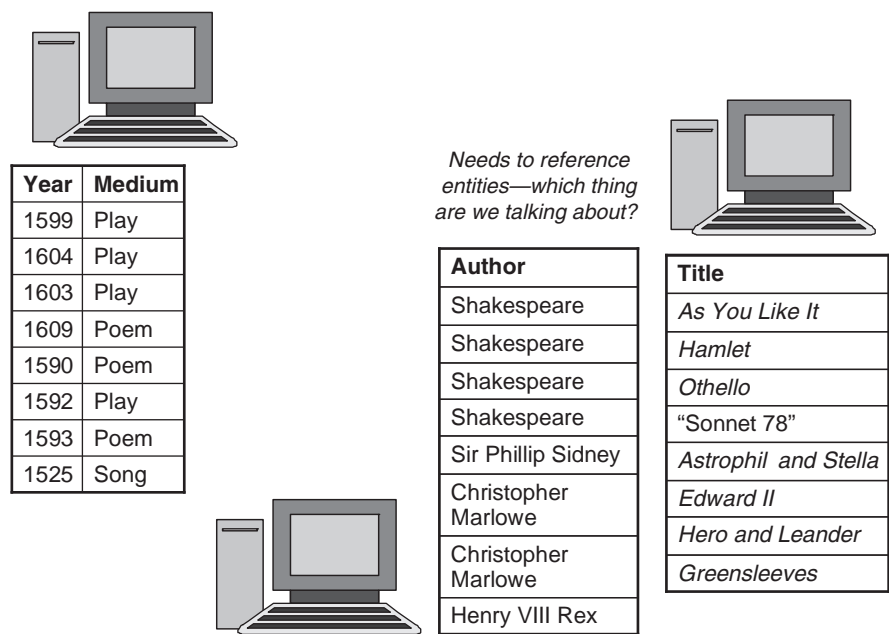 Year Medium
1599 Play
1604 Play
1603 Play
1609 Poem
1590 Poem
1592 Play
1593 Poem
1525 Song
Needs to reference
entities—which thing
are we talking about?
Author
Shakespeare
Shakespeare
Shakespeare
Shakespeare
Sir Phillip Sidney
Christopher
Marlowe
Christopher
Marlowe
Henry VIII Rex
Title
As You Like It
Hamlet
Othello
“Sonnet 78”
Astrophil and Stella
Edward II
Hero and Leander
Greensleeves